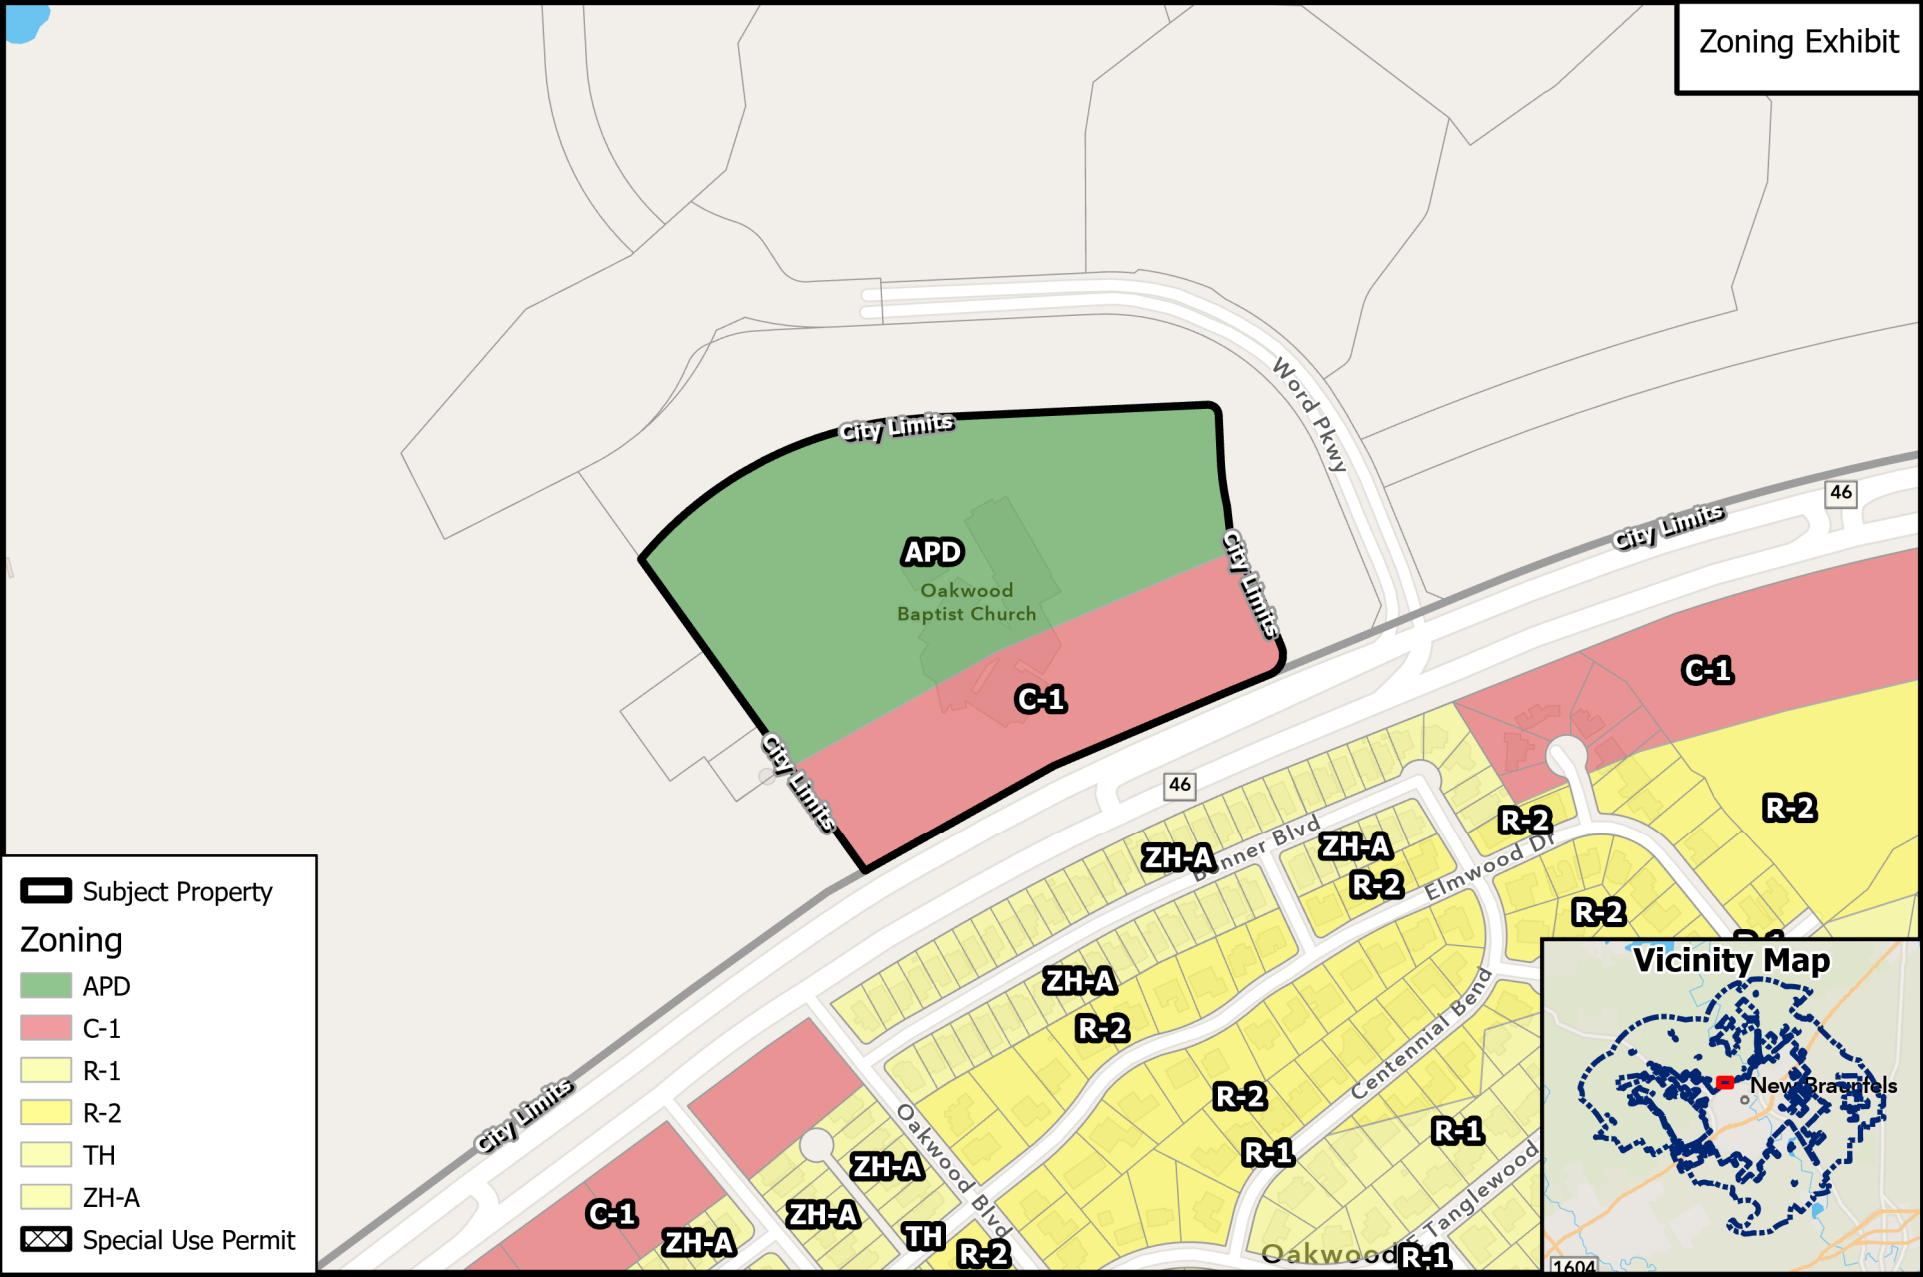 Zoning Exhibit
City Limits
Word Pkwy
46
City Limits
APD
City Limits
Oakwood
Baptist Church
C-1
C-1
City Limits
46
R-2
R-2
ZH-A
ZH-A
Elmwood Dr
R-2
R-2
ZH-A
R-2
Centennial Bend
R-2
R-1
R-1
City Limits
Oakwood Blvd
ZH-A
C-1
ZH-A
ZH-A
TH
R-2
Tanglewood
Oakwood
R-1
Subject Property
Zoning
APD
C-1
R-1
R-2
TH
ZH-A
Special Use Permit
Vicinity Map
New Braunfels
1604